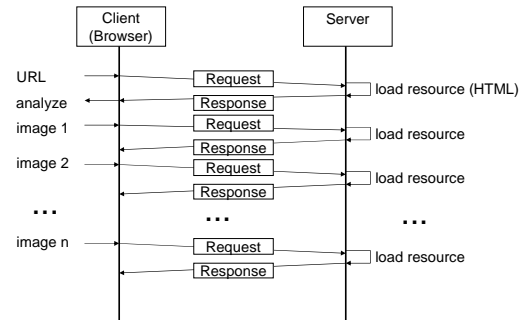 Client
(Browser)
Server
URL
Request
load resource (HTML)
analyze
Response
image 1
Request
load resource
Response
image 2
Request
load resource
Response
... ... ...
image n
Request
load resource
Response